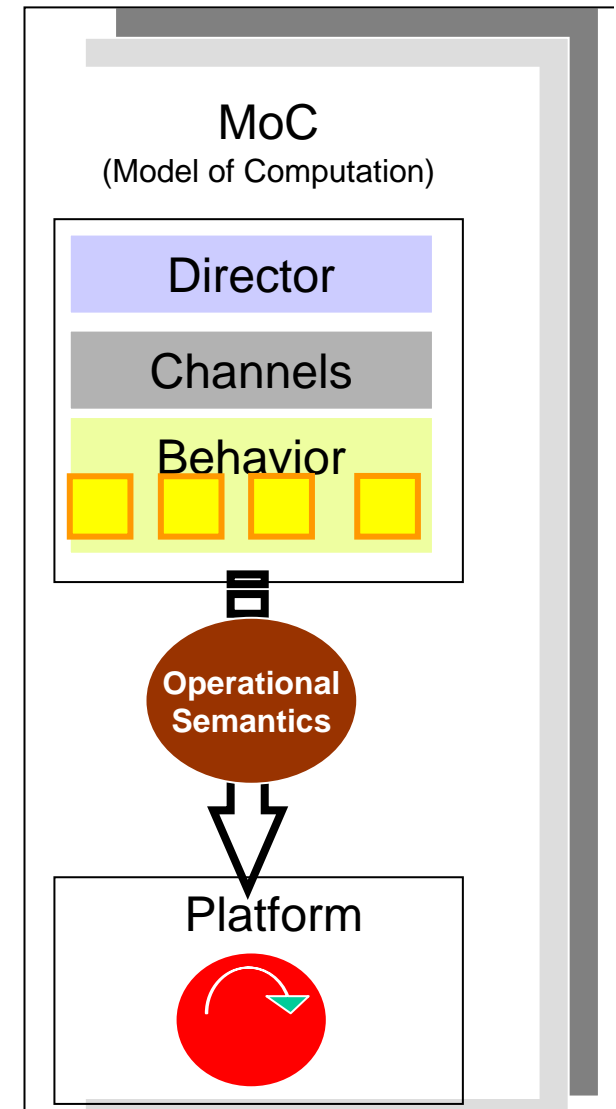 MoC
(Model of Computation)
Director
Channels
Behavior
Operational
Semantics
Platform